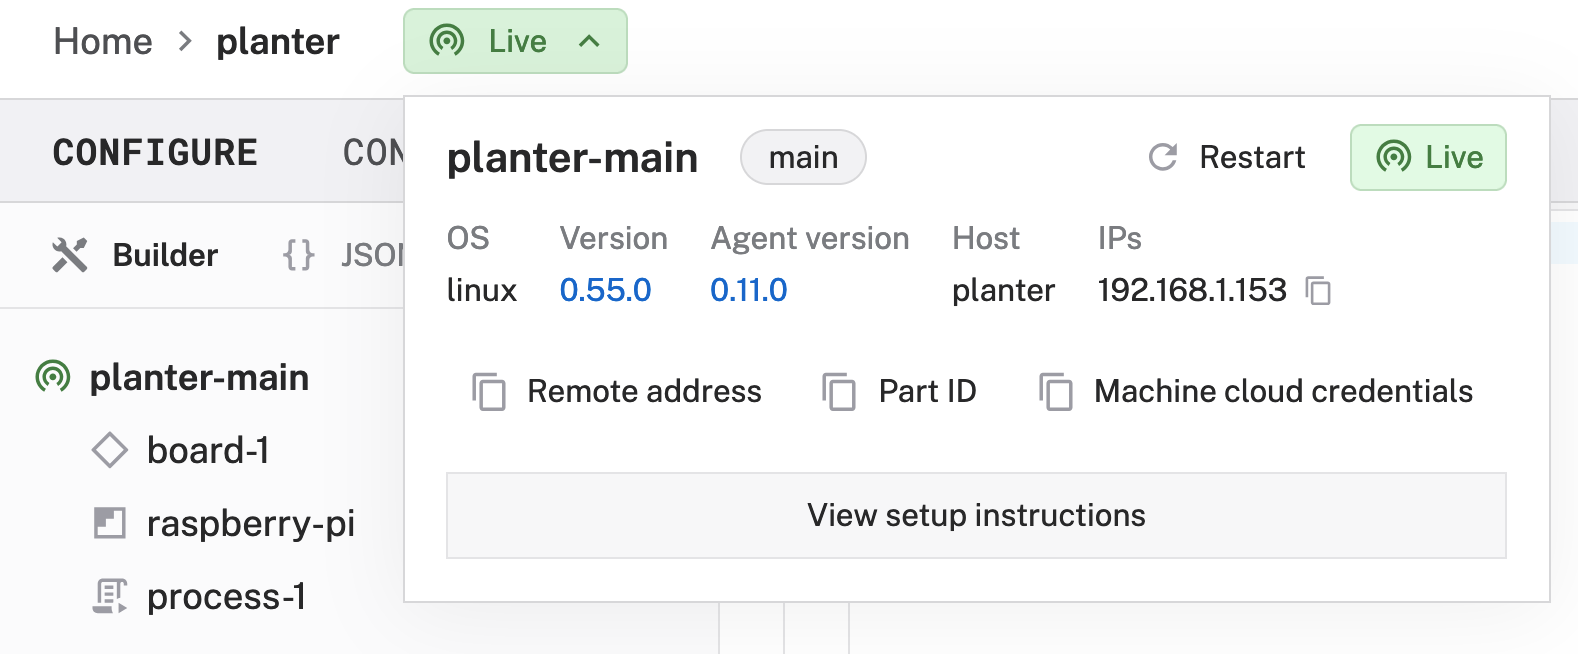 Home > planter Live
CONFIGURE CON
Builder {} JSON
planter-main
board-1
raspberry-pi
process-1
planter-main main Restart Live
OS Version Agent version Host IPs
linux 0.55.0 0.11.0 planter 192.168.1.153
Remote address Part ID Machine cloud credentials
View setup instructions